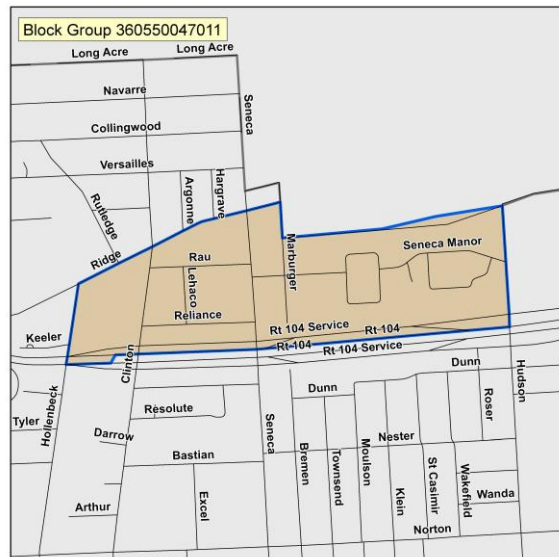 Block Group 360550047011
Long Acre
Long Acre
Navarre
Seneca
Collingwood
Versailles
Argonne
Hargrave
Rutledge
Ridge
Marburger
Seneca Manor
Rau
Lehaco
Reliance
Rt 104 Service
Rt 104
Keeler
Clinton
Rt 104 Service
Hollenbeck
Dunn
Hudson
Dunn
Roser
Resolute
Tyler
Seneca
Darrow
Nester
Bastian
Bremen
Townsend
Moulson
Klein
St Casimir
Wakefield
Excel
Wanda
Arthur
Norton